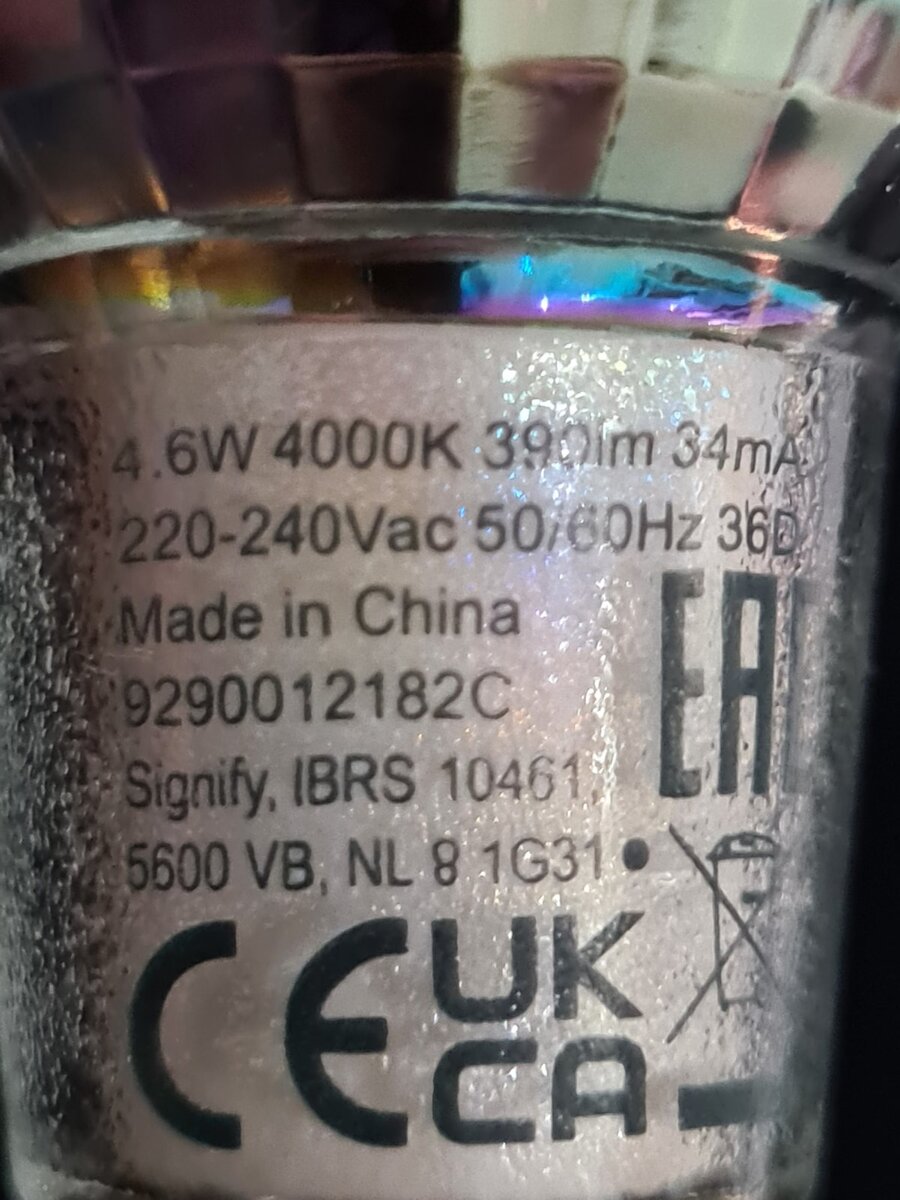 4.6W 4000K 390lm 34mA
220-240Vac 50/60Hz 36D
Made in China
9290012182C
Signify, IBRS 10461,
5600 VB, NL 8 1G31
EAC
CE UK
CA